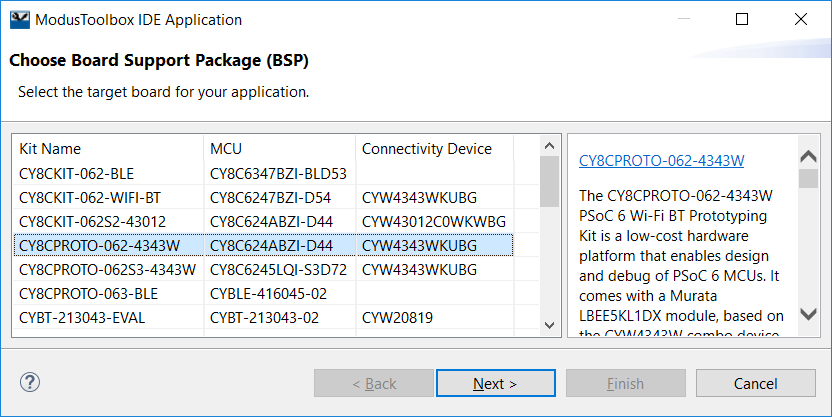 ModusToolbox IDE Application
Choose Board Support Package (BSP)
Select the target board for your application.
Kit Name MCU Connectivity Device
CY8CKIT-062-BLE CY8C6347BZI-BLD53
CY8CKIT-062-WIFI-BT CY8C6247BZI-D54 CYW4343WKUBG
CY8CKIT-062S2-43012 CY8C624ABZI-D44 CYW43012C0WKWBG
CY8CPROTO-062-4343W CY8C624ABZI-D44 CYW4343WKUBG
CY8CPROTO-062S3-4343W CY8C6245LQI-S3D72 CYW4343WKUBG
CY8CPROTO-063-BLE CYBLE-416045-02
CYBT-213043-EVAL CYBT-213043-02 CYW20819
CY8CPROTO-062-4343W
The CY8CPROTO-062-4343W
PSoC 6 Wi-Fi BT Prototyping
Kit is a low-cost hardware
platform that enables design
and debug of PSoC 6 MCUs. It
comes with a Murata
LBEE5KL1DX module, based on
the CYW4343W combo device
?
< Back
Next >
Finish
Cancel